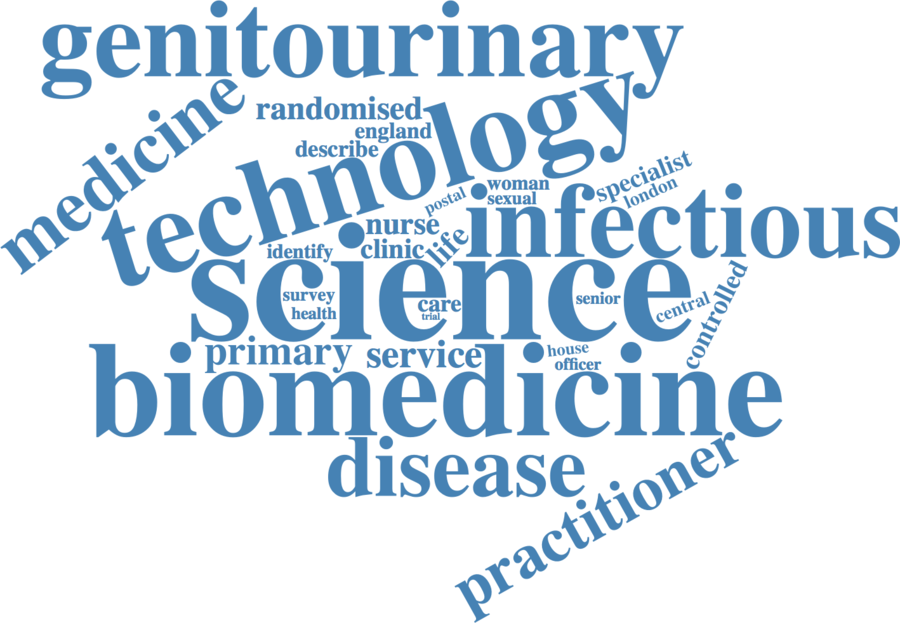 genitourinary
medicine
randomised
england
describe
technology
specialist
london
woman
sexual
postal
infectious
nurse
clinic
life
identify
science
survey
health
care
trial
senior
central
controlled
primary
service
house
officer
biomedicine
disease
practitioner